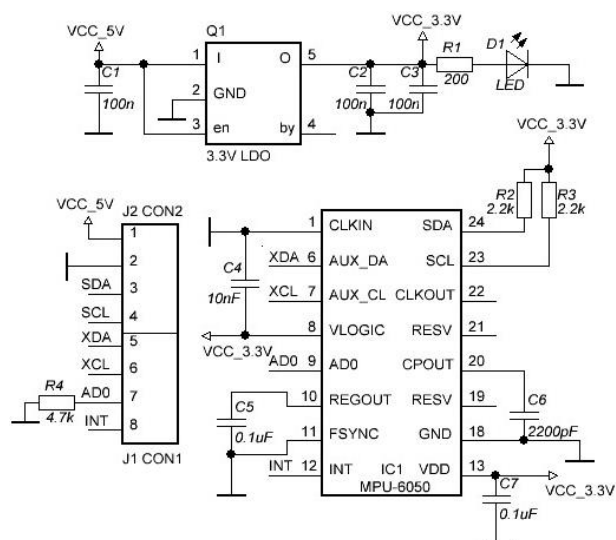 VCC_5V
Q1
VCC_3.3V
R1
D1
1 I O 5
C1
100n
2 GND
C2
C3
200
LED
100n
100n
3 en by 4
3.3V LDO
VCC_3.3V
VCC_5V
J2 CON2
R2
R3
2.2k
2.2k
1
1 CLKIN SDA 24
2
C4
10nF
XDA 6 AUX_DA SCL 23
SDA 3
XCL 7 AUX_CL CLKOUT 22
SCL 4
8 VLOGIC RESV 21
XDA 5
VCC_3.3V
XCL 6
AD0 9 AD0 CPOUT 20
R4
4.7k
AD0 7
C5
0.1uF
10 REGOUT RESV 19
C6
2200pF
INT 8
11 FSYNC GND 18
J1 CON1
INT 12 INT IC1 VDD 13
MPU-6050
C7
0.1uF
VCC_3.3V